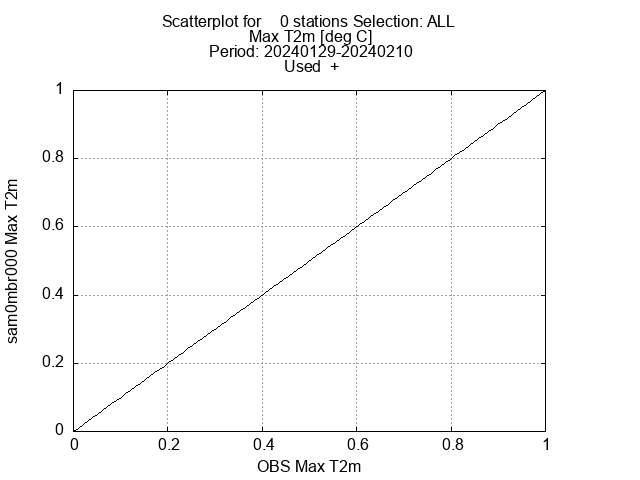 Scatterplot for    0 stations Selection: ALL
Max T2m [deg C]
Period: 20240129-20240210
Used  +
1
0.8
0.6
0.4
0.2
0
sam0mbr000 Max T2m
0 0.2 0.4 0.6 0.8 1
OBS Max T2m